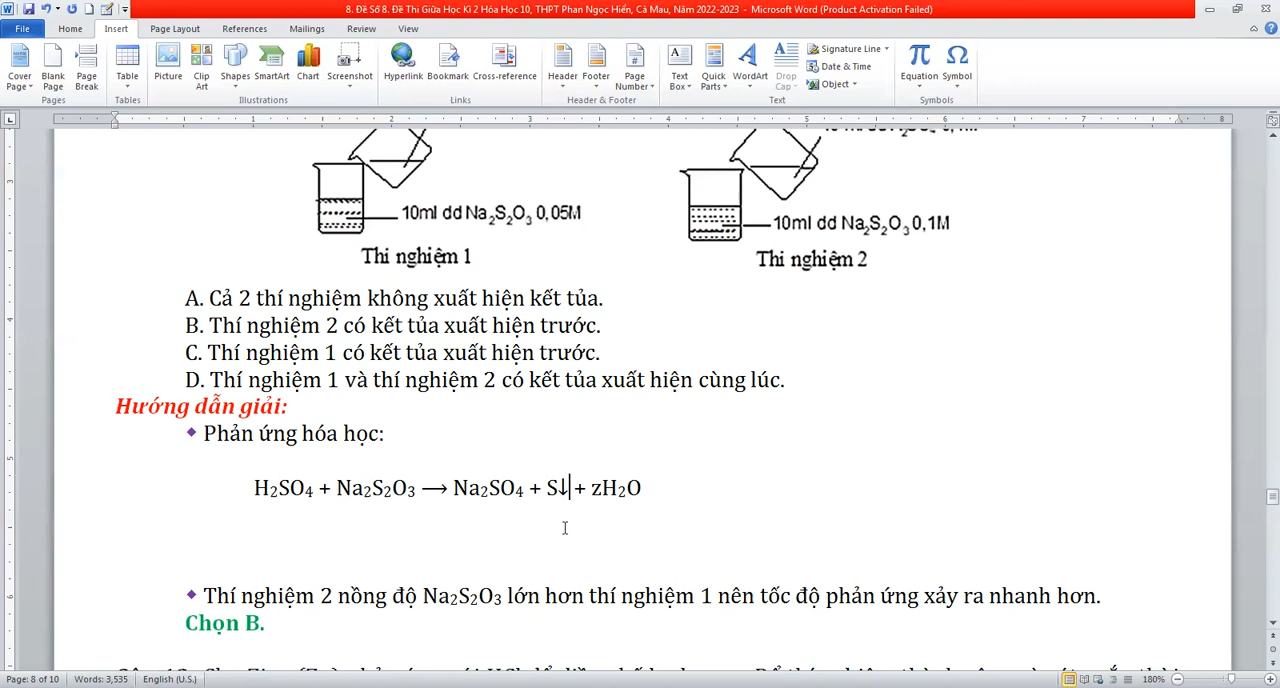 8. Đề Số 8. Đề Thi Giữa Học Kì 2 Hóa Học 10, THPT Phan Ngọc Hiển, Cà Mau, Năm 2022-2023 - Microsoft Word (Product Activation Failed)
File Home Insert Page Layout References Mailings Review View
Cover Page Blank Page Page Break Table Picture Clip Art Shapes SmartArt Chart Screenshot Hyperlink Bookmark Cross-reference Header Footer Page Number Text Box Quick Parts WordArt Drop Cap Signature Line Date & Time Object Equation Symbol
Pages Tables Illustrations Links Header & Footer Text Symbols
1 2 3 4 5 6 7 8
10ml dd Na₂S₂O₃ 0,05M
10ml dd Na₂S₂O₃ 0,1M
Thí nghiệm 1
Thí nghiệm 2
A. Cả 2 thí nghiệm không xuất hiện kết tủa.
B. Thí nghiệm 2 có kết tủa xuất hiện trước.
C. Thí nghiệm 1 có kết tủa xuất hiện trước.
D. Thí nghiệm 1 và thí nghiệm 2 có kết tủa xuất hiện cùng lúc.
Hướng dẫn giải:
Phản ứng hóa học:
H₂SO₄ + Na₂S₂O₃ ⟶ Na₂SO₄ + S↓ + zH₂O
Thí nghiệm 2 nồng độ Na₂S₂O₃ lớn hơn thí nghiệm 1 nên tốc độ phản ứng xảy ra nhanh hơn.
Chọn B.
Page: 8 of 10 Words: 3,535 English (U.S.) 180%